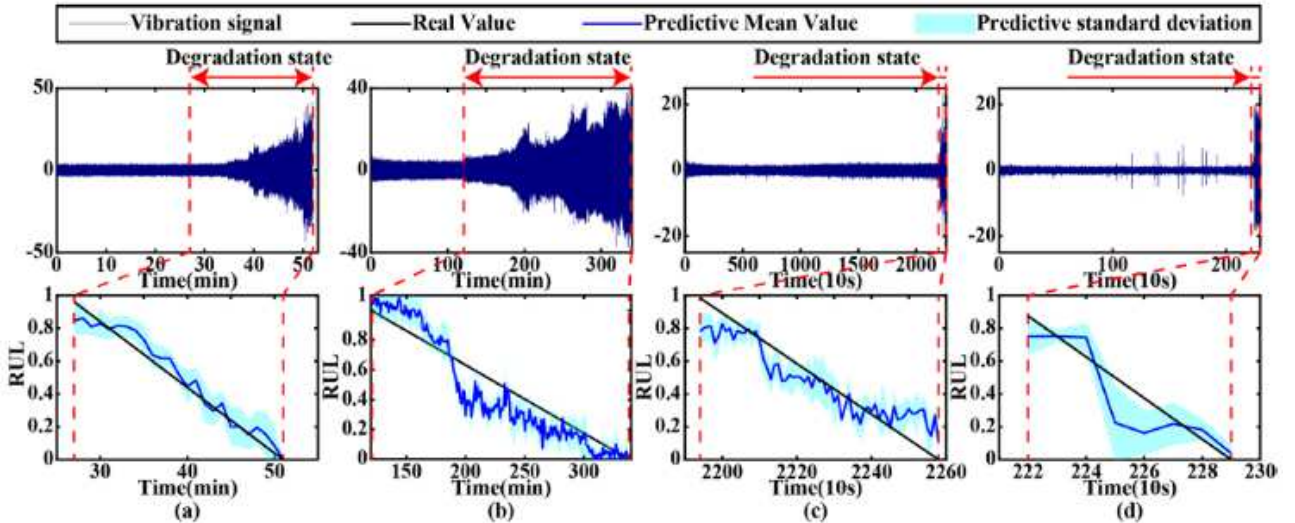 Vibration signal Real Value Predictive Mean Value Predictive standard deviation
Degradation state Degradation state Degradation state Degradation state
50 40 20 20
0 0 0 0
-50 -40 -20 -20
0 10 20 30 40 50 0 100 200 300 0 500 1000 1500 2000 0 100 200
Time(min) Time(min) Time(10s) Time(10s)
1 1 1 1
0.8 0.8 0.8 0.8
0.6 0.6 0.6 0.6
RUL RUL RUL RUL
0.4 0.4 0.4 0.4
0.2 0.2 0.2 0.2
0 0 0 0
30 40 50 150 200 250 300 2200 2220 2240 2260 222 224 226 228 230
Time(min) Time(min) Time(10s) Time(10s)
(a) (b) (c) (d)